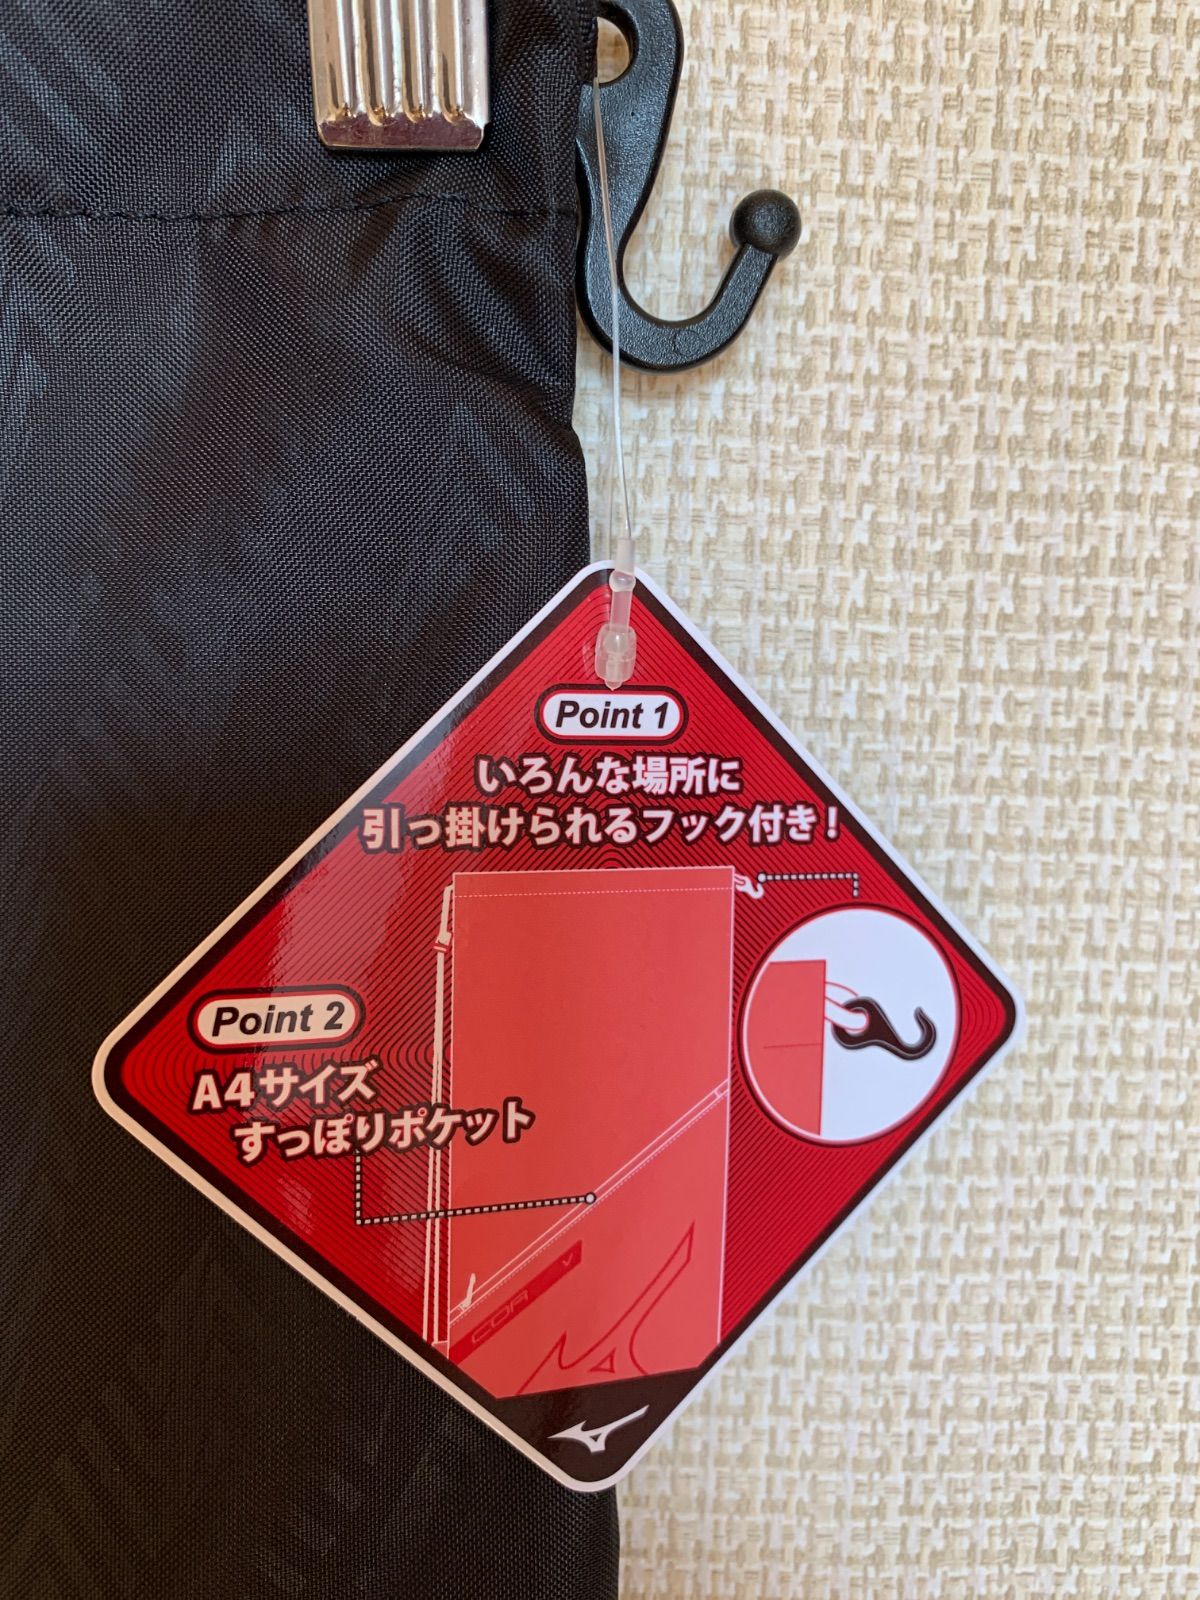 Point 1
いろんな場所に
引っ掛けられるフック付き!
Point 2
A4サイズ
すっぽりポケット